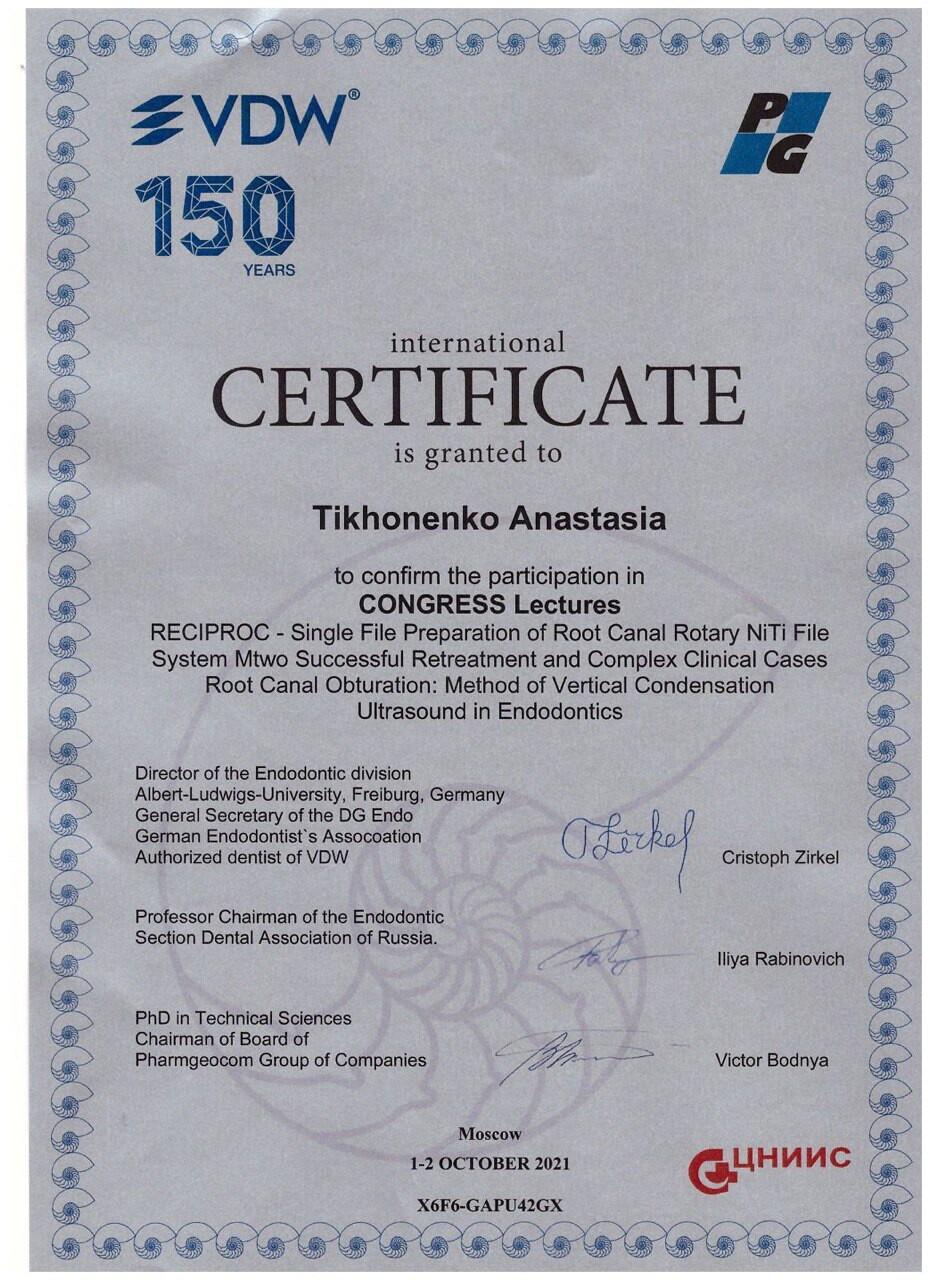 VDW®
150
YEARS
PG
international
CERTIFICATE
is granted to
Tikhonenko Anastasia
to confirm the participation in
CONGRESS Lectures
RECIPROC - Single File Preparation of Root Canal Rotary NiTi File
System Mtwo Successful Retreatment and Complex Clinical Cases
Root Canal Obturation: Method of Vertical Condensation
Ultrasound in Endodontics
Director of the Endodontic division
Albert-Ludwigs-University, Freiburg, Germany
General Secretary of the DG Endo
German Endodontist`s Assocoation
Authorized dentist of VDW
Cristoph Zirkel
Professor Chairman of the Endodontic
Section Dental Association of Russia.
Iliya Rabinovich
PhD in Technical Sciences
Chairman of Board of
Pharmgeocom Group of Companies
Victor Bodnya
Moscow
1-2 OCTOBER 2021
ЦНИИС
X6F6-GAPU42GX